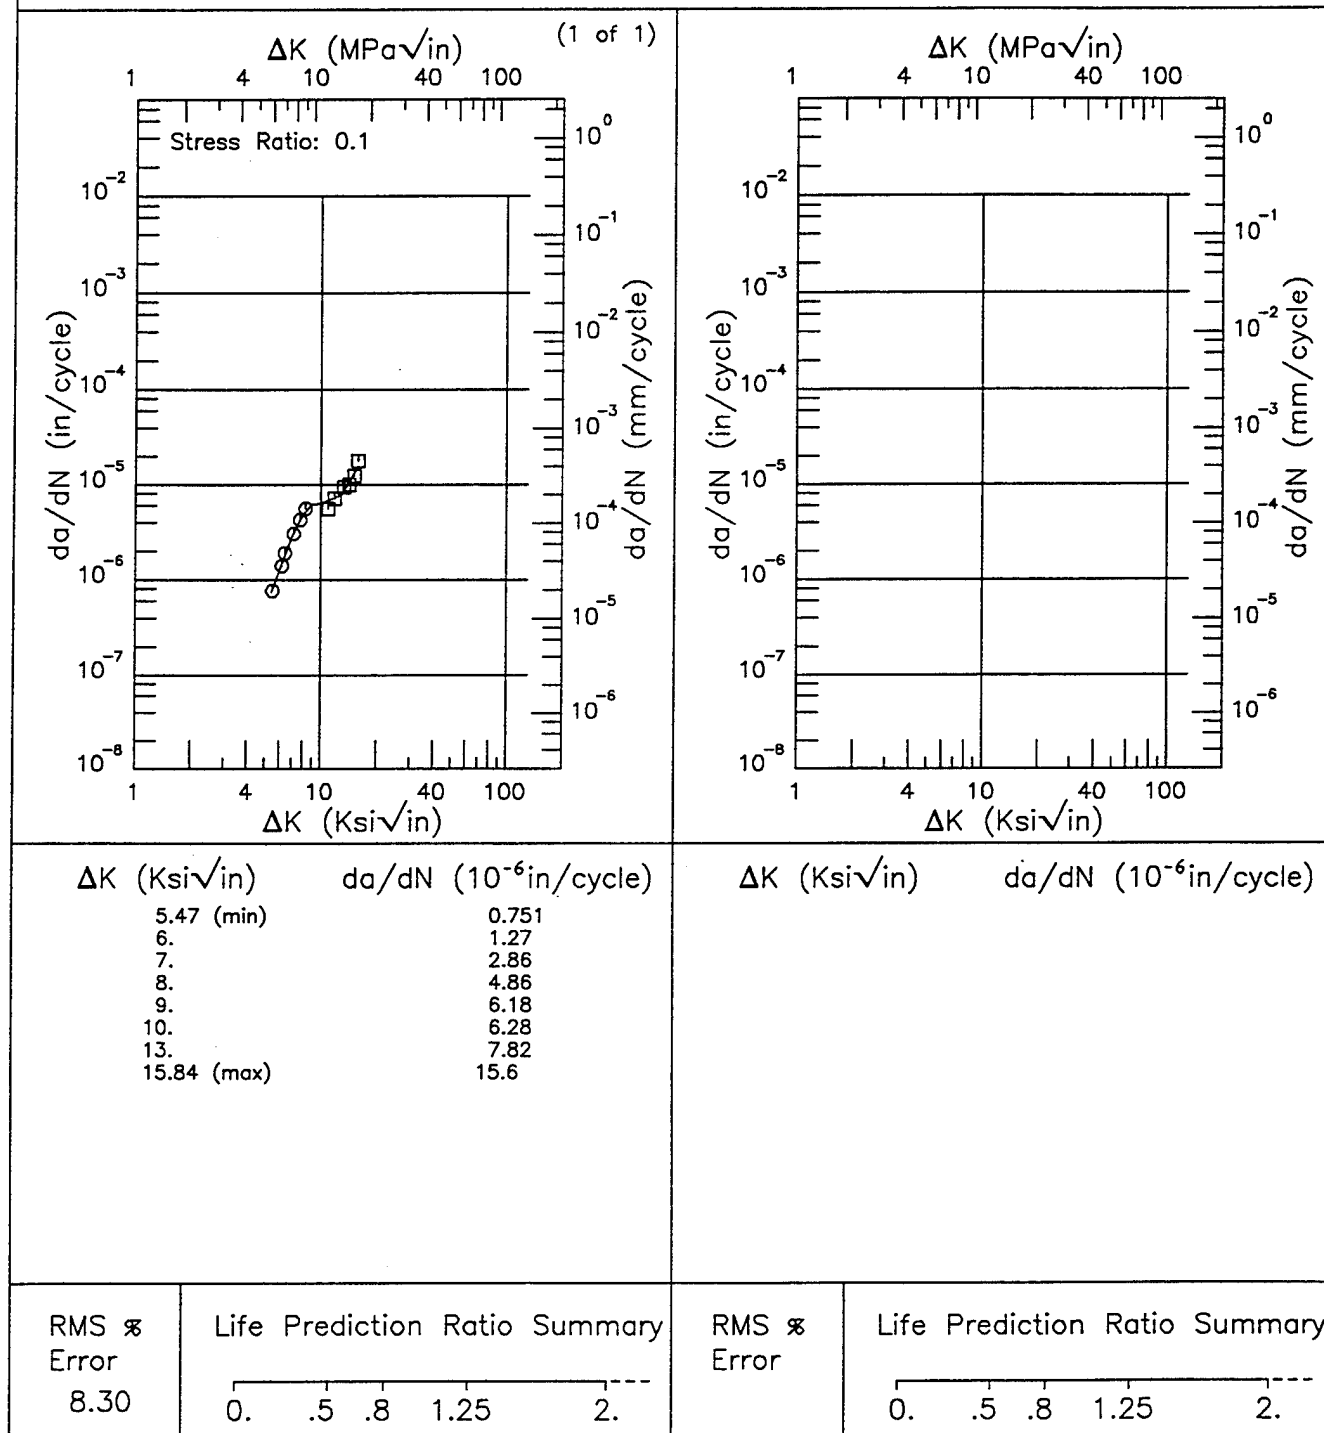 (1 of 1)
ΔK (MPa√in)
1 4 10 40 100
Stress Ratio: 0.1
10⁰
10⁻²
10⁻¹
10⁻³
10⁻²
10⁻⁴
10⁻³
10⁻⁵
10⁻⁴
10⁻⁶
10⁻⁵
10⁻⁷
10⁻⁶
10⁻⁸
da/dN (in/cycle)
da/dN (mm/cycle)
1 4 10 40 100
ΔK (Ksi√in)
ΔK (MPa√in)
1 4 10 40 100
10⁰
10⁻²
10⁻¹
10⁻³
10⁻²
10⁻⁴
10⁻³
10⁻⁵
10⁻⁴
10⁻⁶
10⁻⁵
10⁻⁷
10⁻⁶
10⁻⁸
da/dN (in/cycle)
da/dN (mm/cycle)
1 4 10 40 100
ΔK (Ksi√in)
ΔK (Ksi√in) da/dN (10⁻⁶in/cycle)
5.47 (min) 0.751
6. 1.27
7. 2.86
8. 4.86
9. 6.18
10. 6.28
13. 7.82
15.84 (max) 15.6
ΔK (Ksi√in) da/dN (10⁻⁶in/cycle)
RMS %
Error
8.30
Life Prediction Ratio Summary
0. .5 .8 1.25 2.
RMS %
Error
Life Prediction Ratio Summary
0. .5 .8 1.25 2.